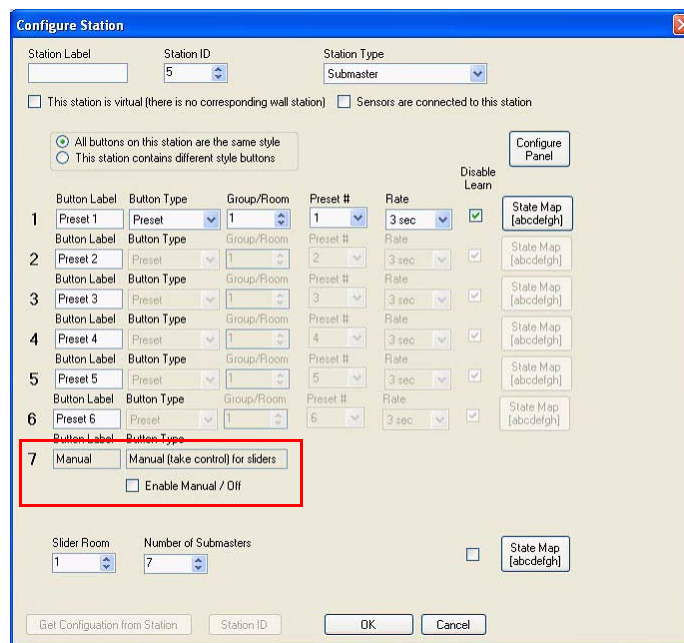 Configure Station
Station Label Station ID Station Type
5 Submaster
This station is virtual (there is no corresponding wall station) Sensors are connected to this station
All buttons on this station are the same style
This station contains different style buttons
Configure
Panel
Disable
Learn
Button Label Button Type Group/Room Preset # Rate
1 Preset 1 Preset 1 1 3 sec State Map
[abcdefgh]
Button Label Button Type Group/Room Preset # Rate
2 Preset 2 Preset 1 2 3 sec State Map
[abcdefgh]
Button Label Button Type Group/Room Preset # Rate
3 Preset 3 Preset 1 3 3 sec State Map
[abcdefgh]
Button Label Button Type Group/Room Preset # Rate
4 Preset 4 Preset 1 4 3 sec State Map
[abcdefgh]
Button Label Button Type Group/Room Preset # Rate
5 Preset 5 Preset 1 5 3 sec State Map
[abcdefgh]
Button Label Button Type Group/Room Preset # Rate
6 Preset 6 Preset 1 6 3 sec State Map
[abcdefgh]
Button Label Button Type
7 Manual Manual (take control) for sliders
Enable Manual / Off
Slider Room Number of Submasters
1 7 State Map
[abcdefgh]
Get Configuation from Station Station ID OK Cancel